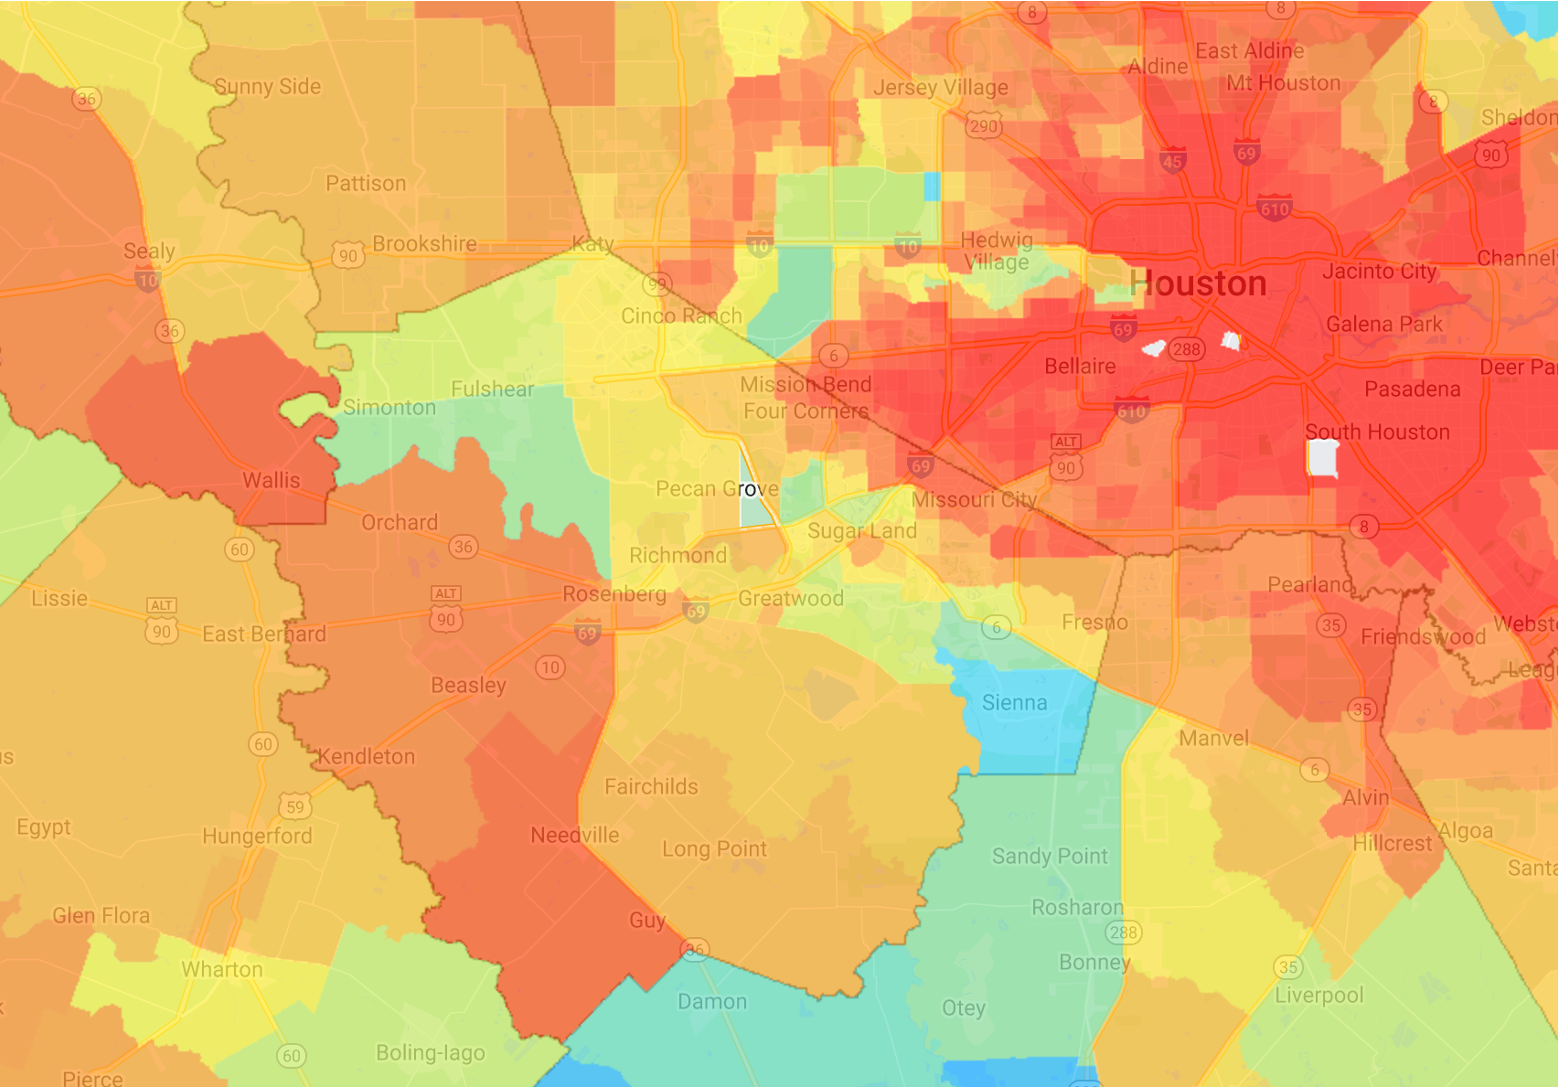 8
8
East Aldine
Aldine
Mt Houston
Sunny Side
Jersey Village
36
8
290
Sheldon
45
69
90
Pattison
610
Brookshire
Katy
Sealy
90
10
10
Hedwig
Village
Channel
10
99
Houston
Jacinto City
Cinco Ranch
36
69
Galena Park
6
288
Bellaire
Deer Pa
Mission Bend
Fulshear
Pasadena
Simonton
Four Corners
610
South Houston
ALT
90
69
Wallis
Pecan Grove
Missouri City
Orchard
Sugar Land
8
60
36
Richmond
Lissie
ALT
90
ALT
90
Rosenberg
69
Greatwood
Pearland
East Bernard
69
6
Fresno
35
Friendswood
Webste
10
Leag
Beasley
Sienna
35
60
Manvel
Kendleton
6
Fairchilds
59
Alvin
Egypt
Hungerford
Needville
Long Point
Sandy Point
Hillcrest
Algoa
Santa
Glen Flora
Guy
Rosharon
288
36
Wharton
Bonney
35
Damon
Otey
Liverpool
60
Boling-Iago
Pierce